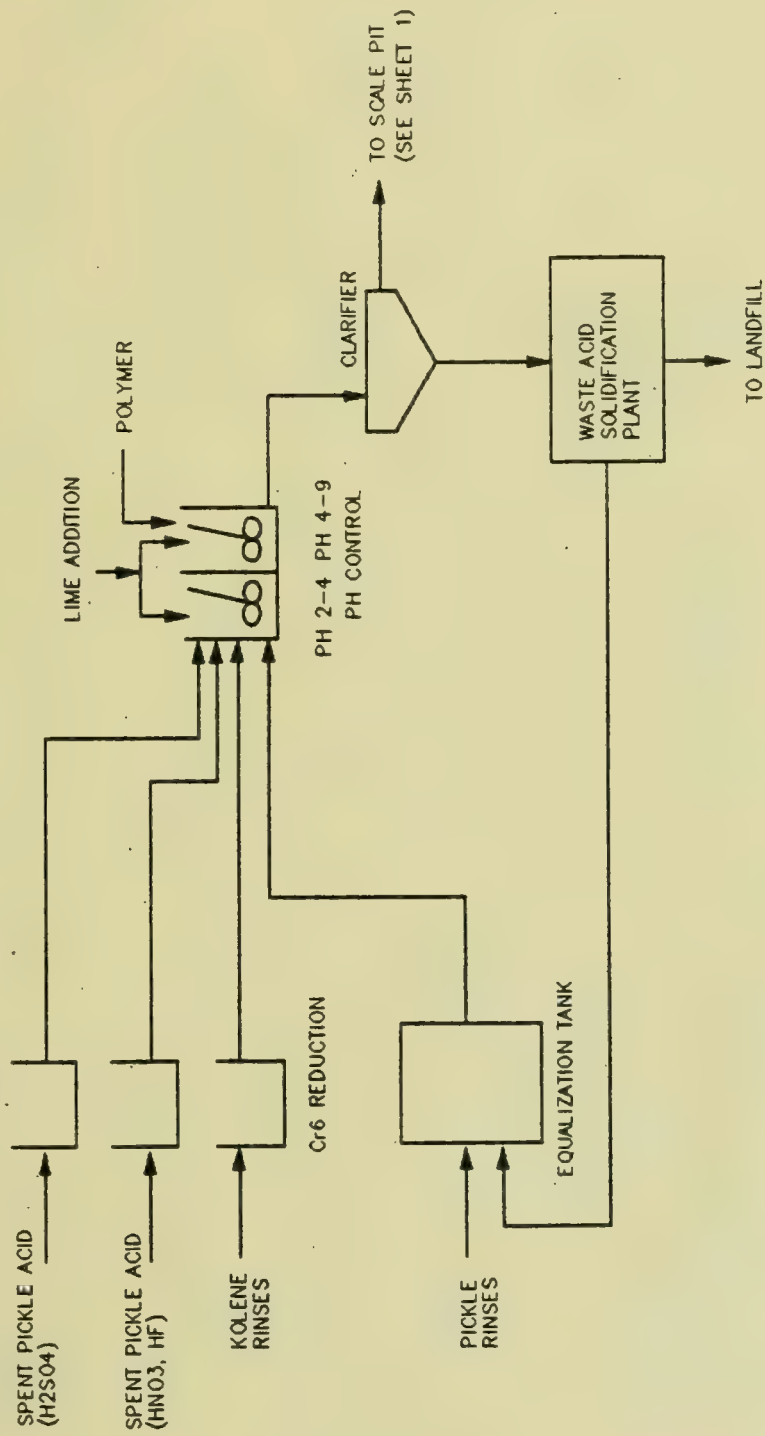 SPENT PICKLE ACID
(H2SO4)
SPENT PICKLE ACID
(HNO3, HF)
KOLENE
RINSES
Cr6 REDUCTION
PICKLE
RINSES
EQUALIZATION TANK
LIME ADDITION
POLYMER
PH 2-4 PH 4-9
PH CONTROL
CLARIFIER
TO SCALE PIT
(SEE SHEET 1)
WASTE ACID
SOLIDIFICATION
PLANT
TO LANDFILL